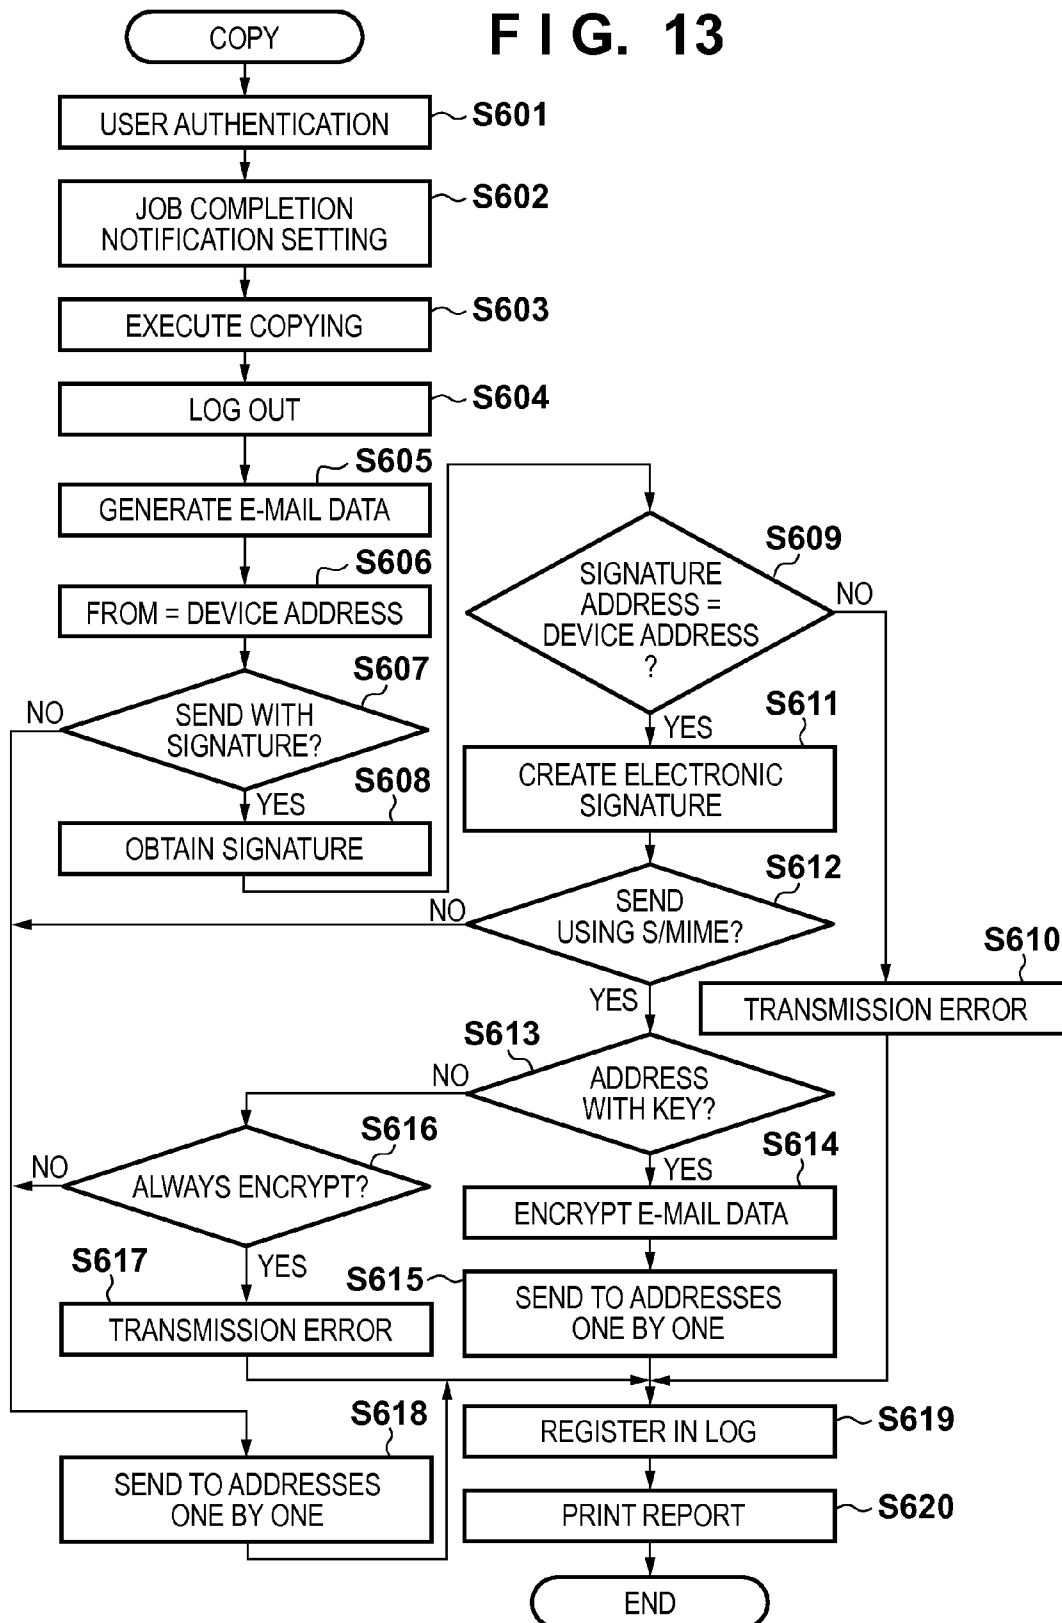 FIG. 13
COPY
USER AUTHENTICATION
S601
JOB COMPLETION
NOTIFICATION SETTING
S602
EXECUTE COPYING
S603
LOG OUT
S604
S605
GENERATE E-MAIL DATA
S606
FROM = DEVICE ADDRESS
S607
NO
SEND WITH
SIGNATURE?
YES
S608
OBTAIN SIGNATURE
S609
SIGNATURE
ADDRESS =
DEVICE ADDRESS
?
NO
YES
S611
CREATE ELECTRONIC
SIGNATURE
S612
NO
SEND
USING S/MIME?
YES
S610
TRANSMISSION ERROR
S613
NO
ADDRESS
WITH KEY?
YES
S616
NO
ALWAYS ENCRYPT?
YES
S614
ENCRYPT E-MAIL DATA
S617
TRANSMISSION ERROR
S615
SEND TO ADDRESSES
ONE BY ONE
S618
SEND TO ADDRESSES
ONE BY ONE
REGISTER IN LOG
S619
PRINT REPORT
S620
END